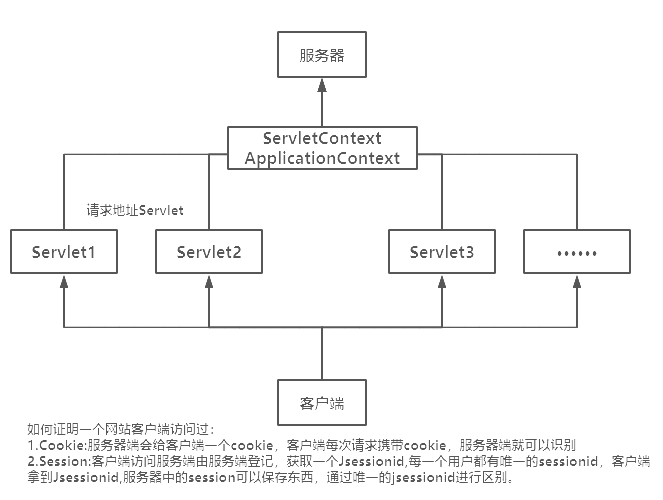 服务器
ServletContext
ApplicationContext
请求地址Servlet
Servlet1
Servlet2
Servlet3
……
客户端
如何证明一个网站客户端访问过：
1.Cookie:服务器端会给客户端一个cookie，客户端每次请求携带cookie，服务器端就可以识别
2.Session:客户端访问服务端由服务端登记，获取一个Jsessionid,每一个用户都有唯一的sessionid，客户端
拿到Jsessionid,服务器中的session可以保存东西，通过唯一的jsessionid进行区别。